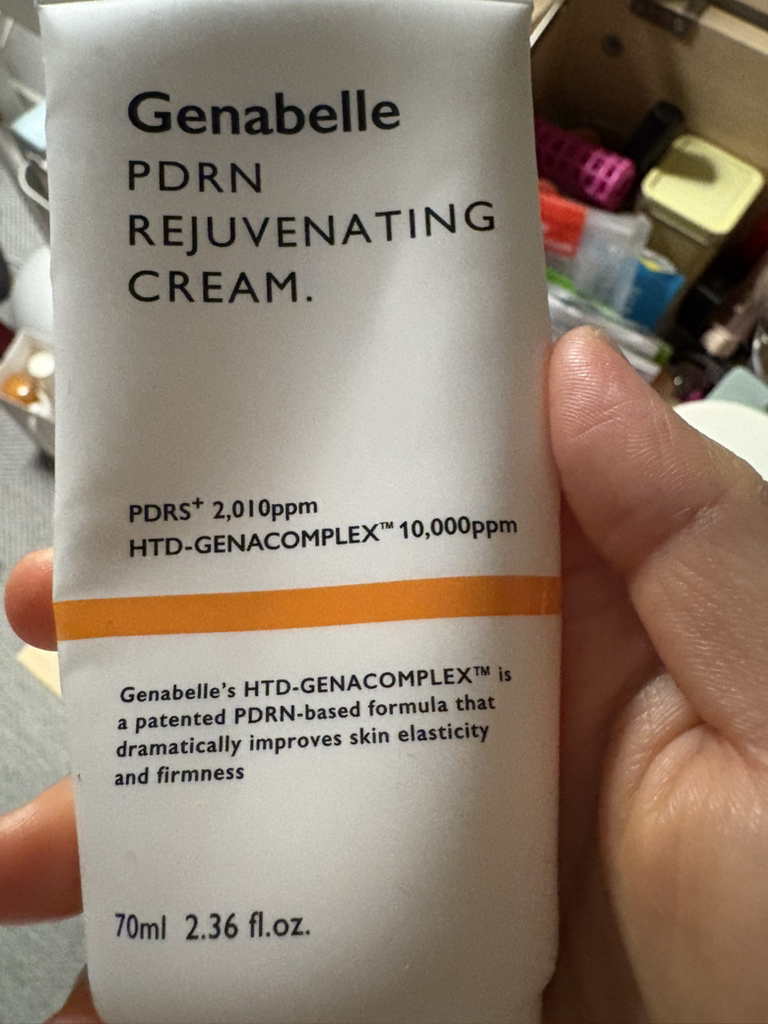 Genabelle
PDRN
REJUVENATING
CREAM.
PDRS⁺ 2,010ppm
HTD-GENACOMPLEX™ 10,000ppm
Genabelle's HTD-GENACOMPLEX™ is
a patented PDRN-based formula that
dramatically improves skin elasticity
and firmness
70ml 2.36 fl.oz.